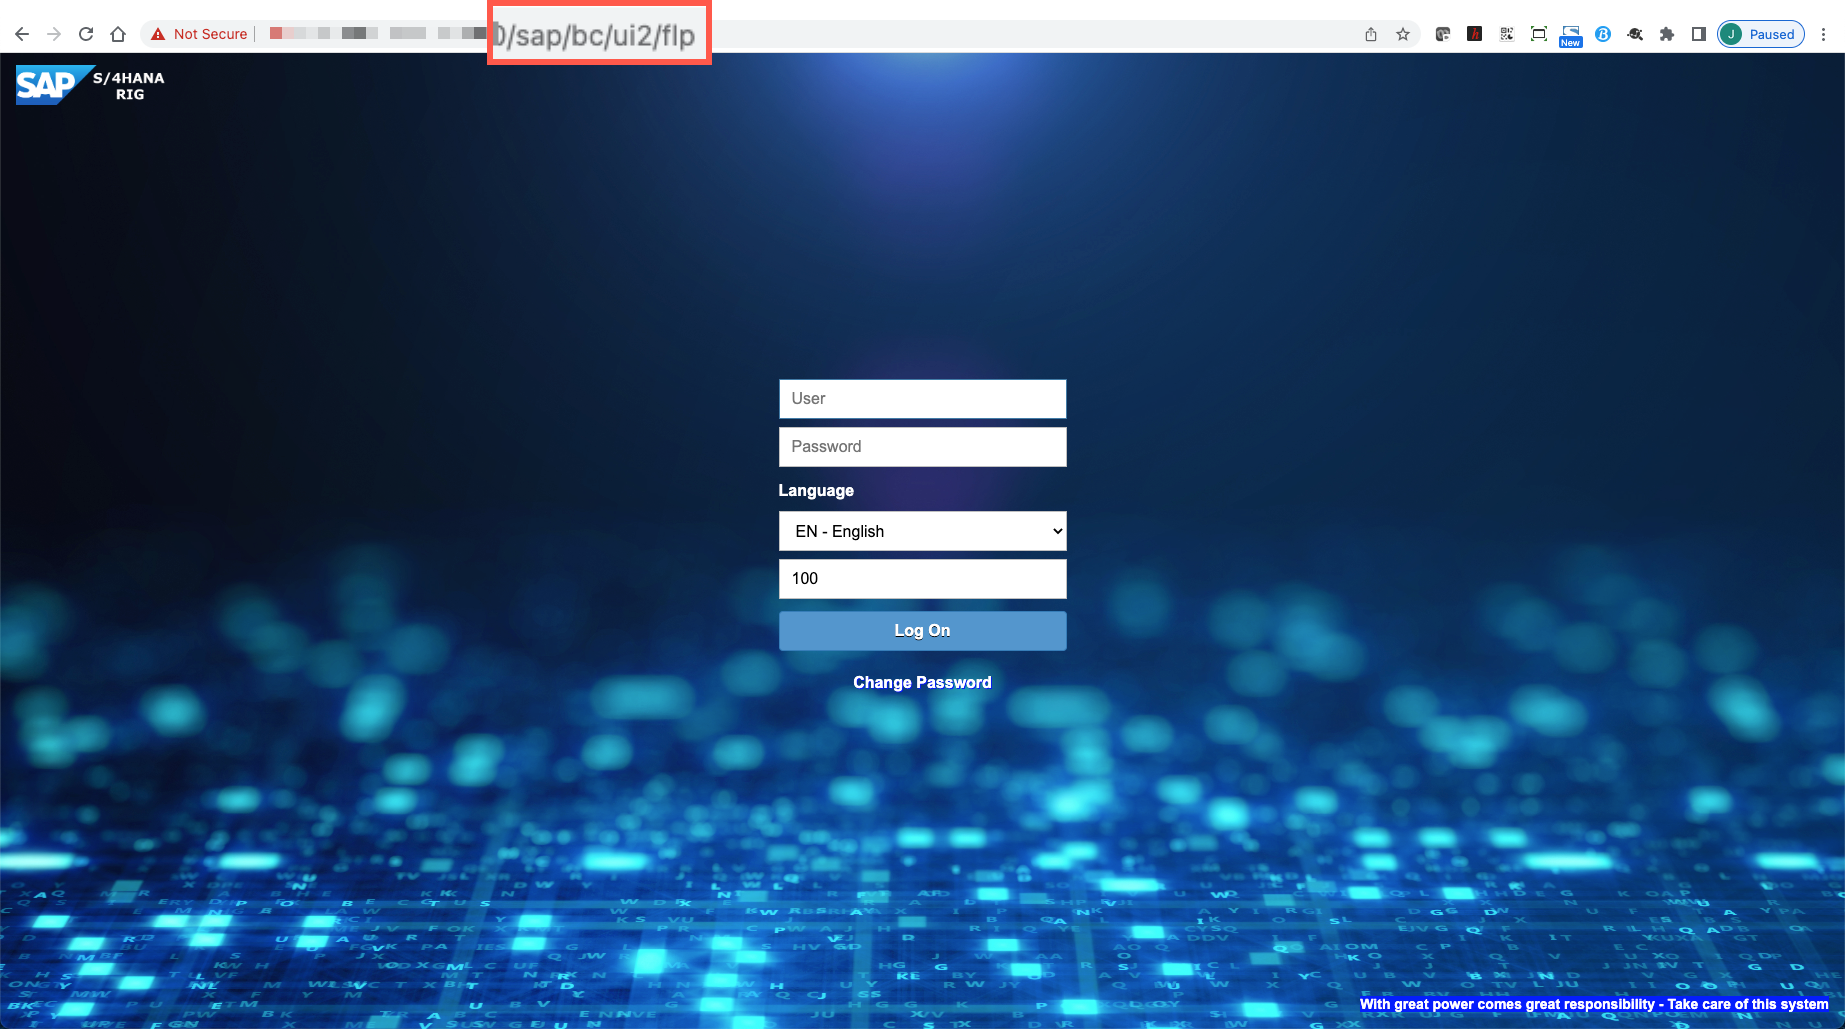 Not Secure
0/sap/bc/ui2/flp
New
J Paused
SAP S/4HANA
RIG
User
Password
Language
EN - English
100
Log On
Change Password
With great power comes great responsibility - Take care of this system